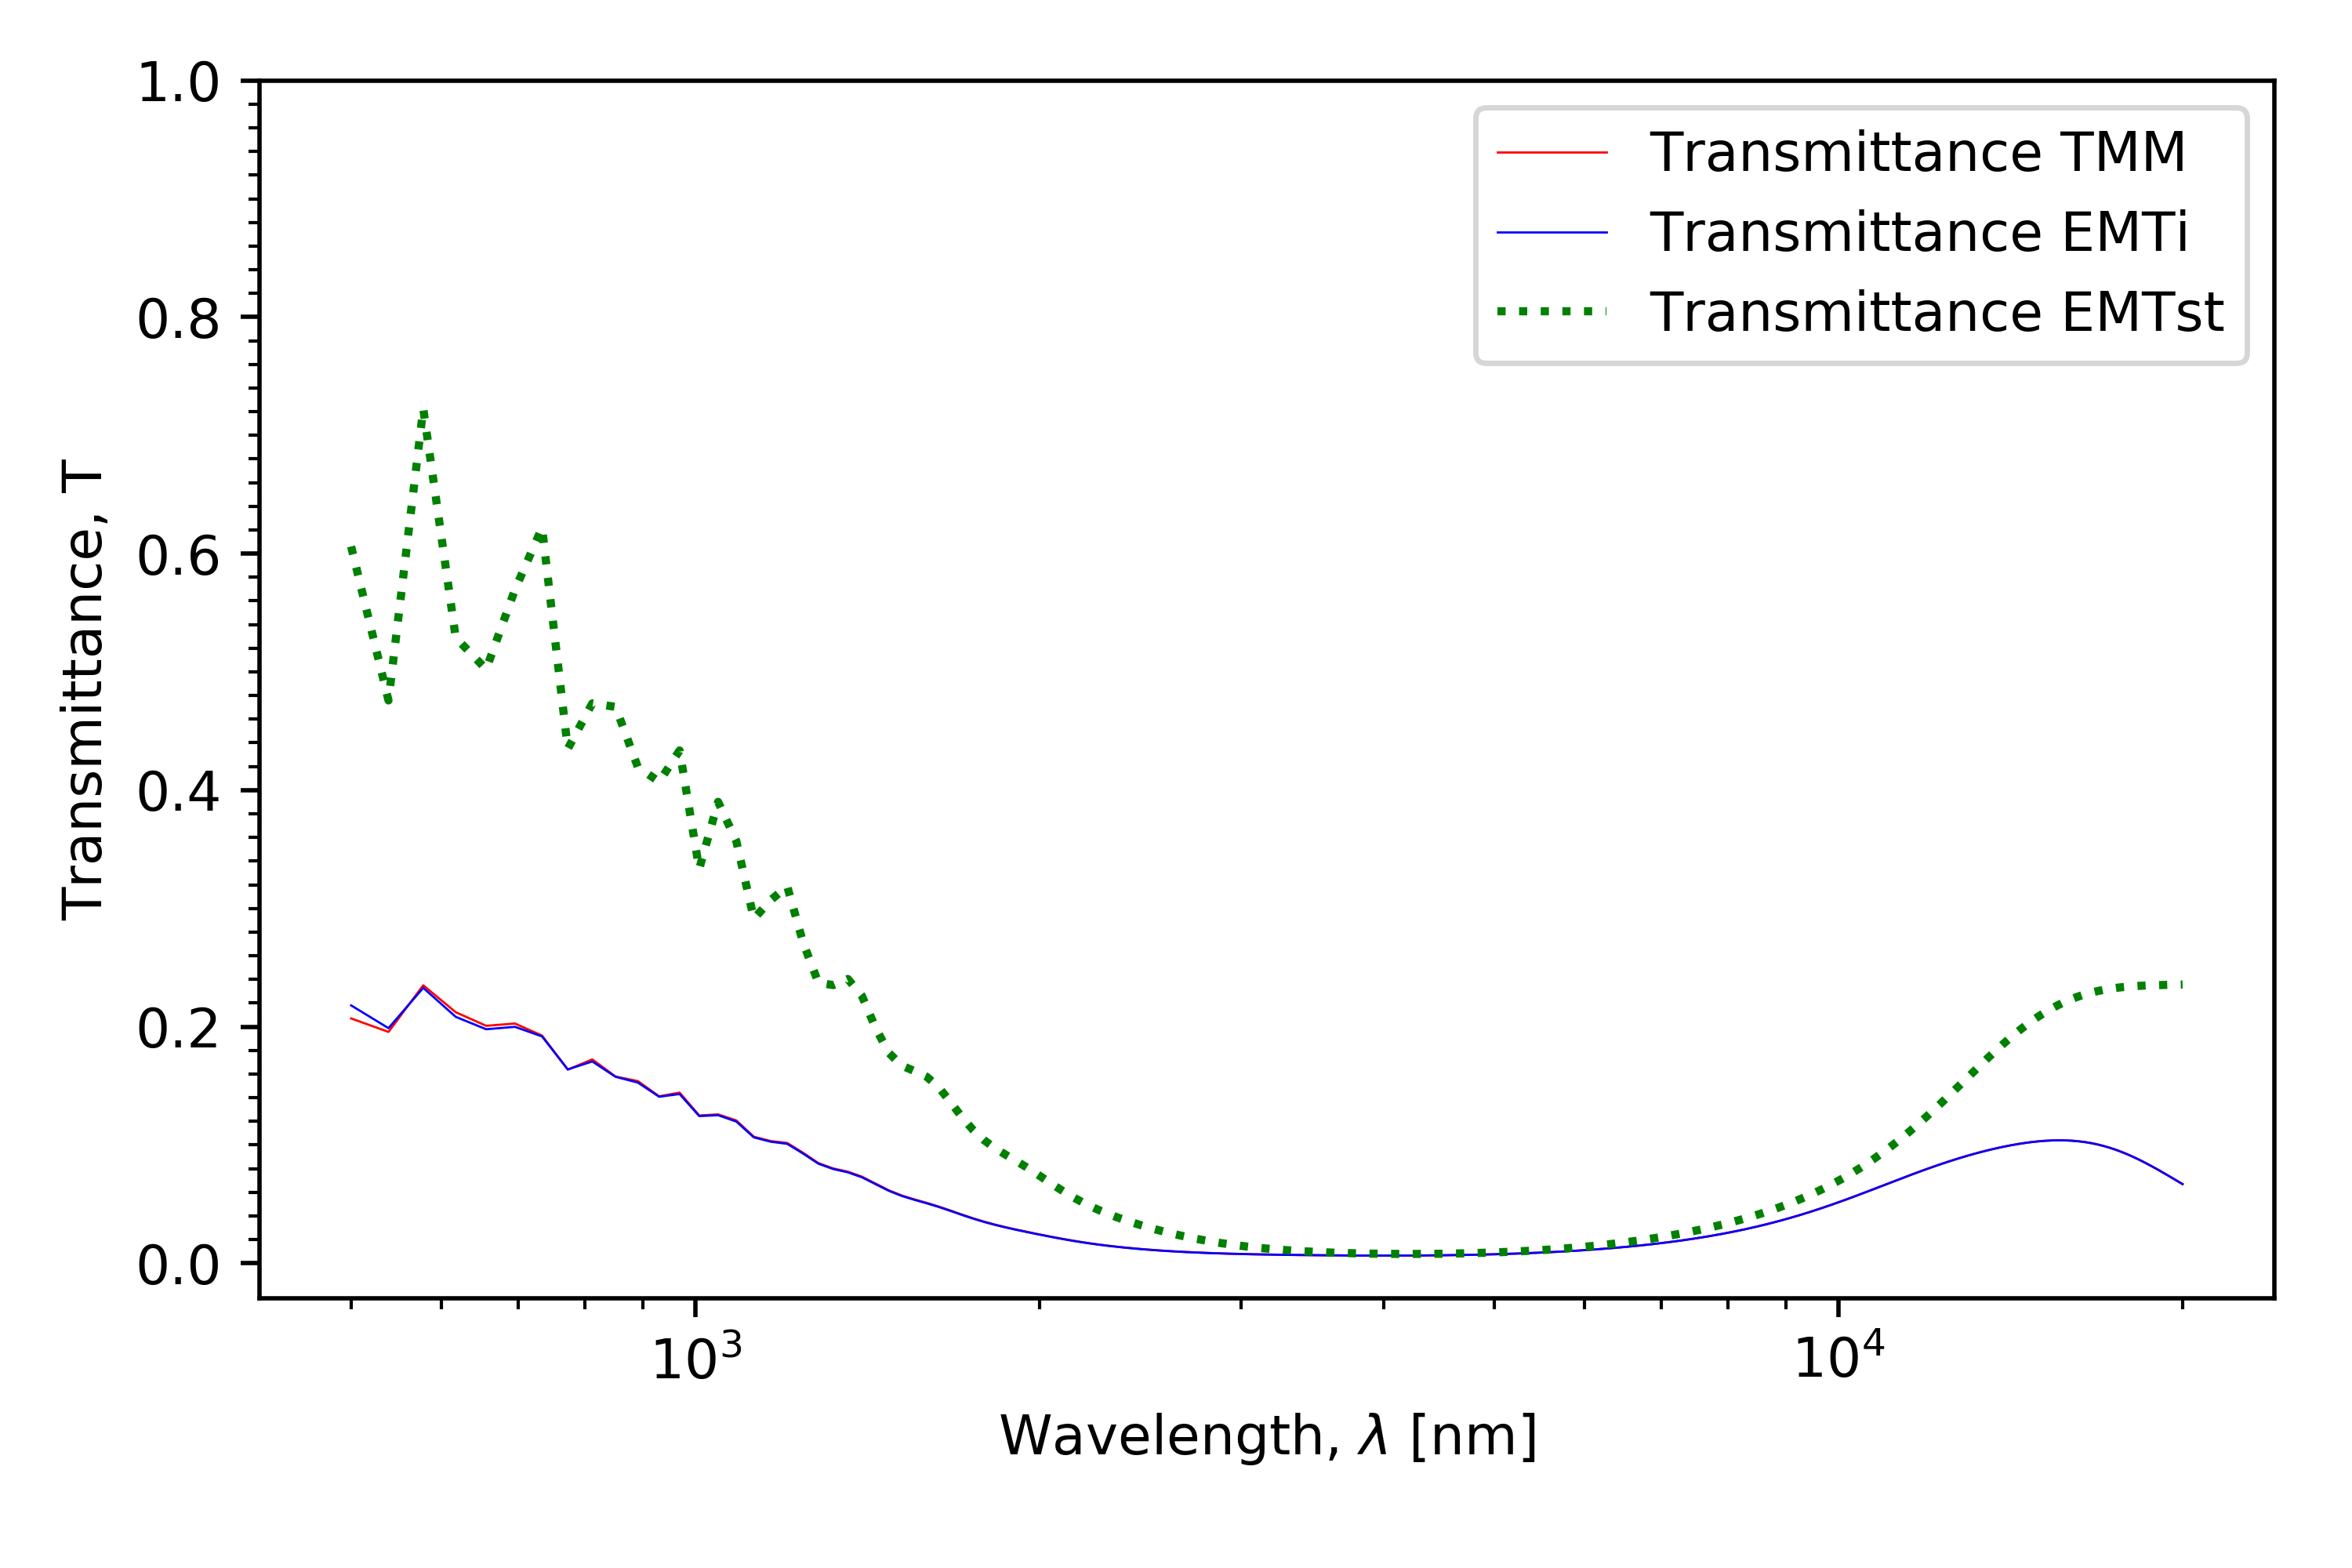 1.0
0.8
0.6
0.4
0.2
0.0
Transmittance, T
Transmittance TMM
Transmittance EMTi
Transmittance EMTst
10³
10⁴
Wavelength, λ [nm]